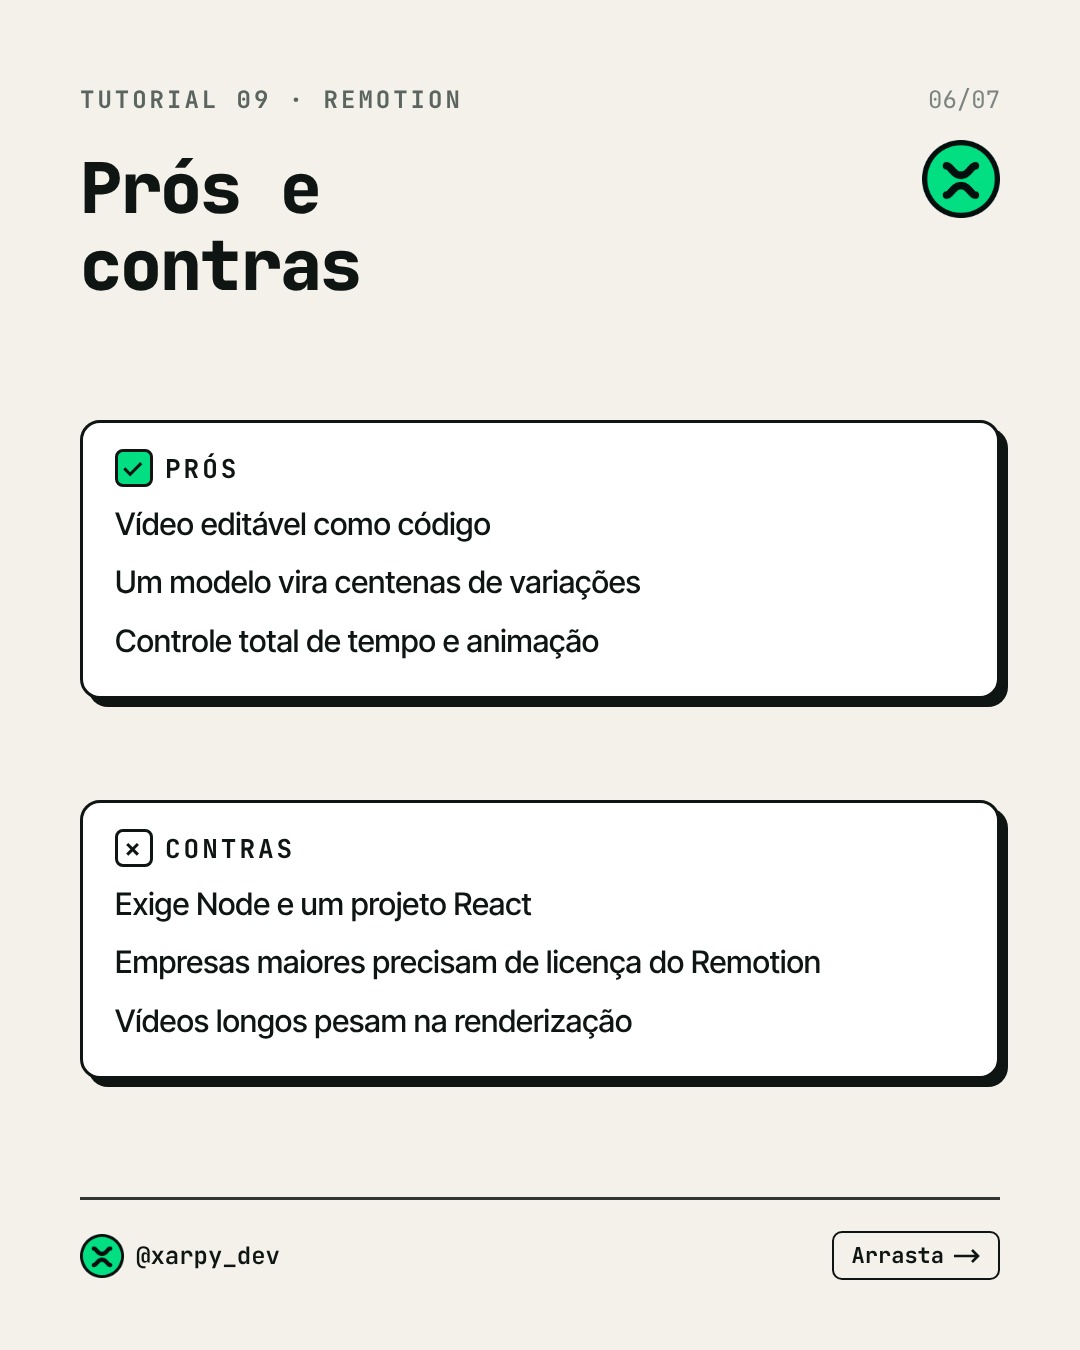 TUTORIAL 09 · REMOTION
06/07
Prós e
contras
PRÓS
Vídeo editável como código
Um modelo vira centenas de variações
Controle total de tempo e animação
CONTRAS
Exige Node e um projeto React
Empresas maiores precisam de licença do Remotion
Vídeos longos pesam na renderização
@xarpy_dev
Arrasta →